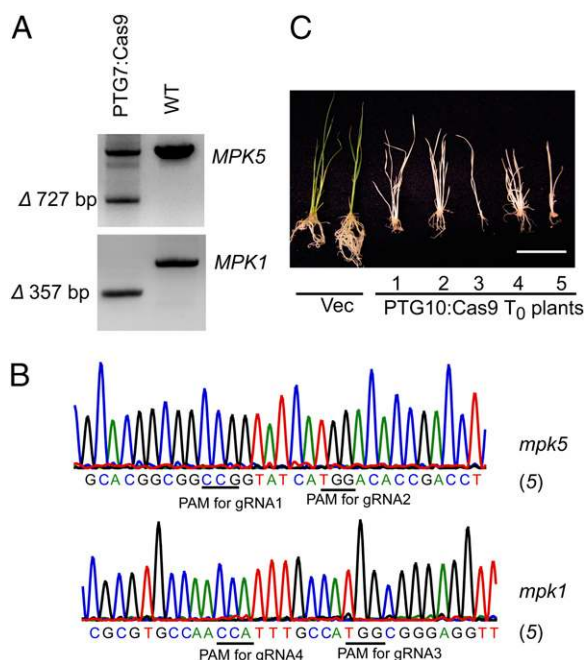 A
PTG7:Cas9
WT
MPK5
Δ 727 bp
MPK1
Δ 357 bp
B
GCACGGCGGCCGGTATCATGGACACCGACCT
mpk5
(5)
PAM for gRNA1
PAM for gRNA2
CGCGTGCCAACCATTTGCCATGGCGGGAGGTT
mpk1
(5)
PAM for gRNA4
PAM for gRNA3
C
1 2 3 4 5
Vec
PTG10:Cas9 T0 plants